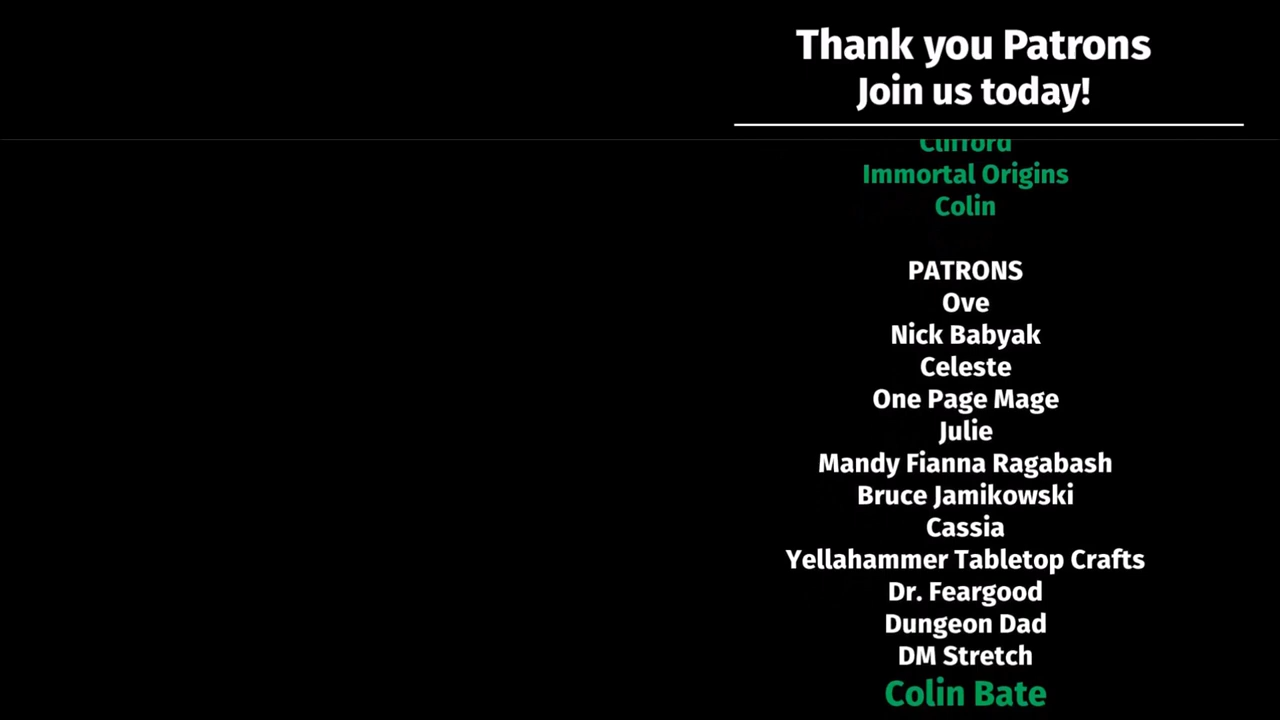 Thank you Patrons
Join us today!
Clifford
Immortal Origins
Colin
PATRONS
Ove
Nick Babyak
Celeste
One Page Mage
Julie
Mandy Fianna Ragabash
Bruce Jamikowski
Cassia
Yellahammer Tabletop Crafts
Dr. Feargood
Dungeon Dad
DM Stretch
Colin Bate